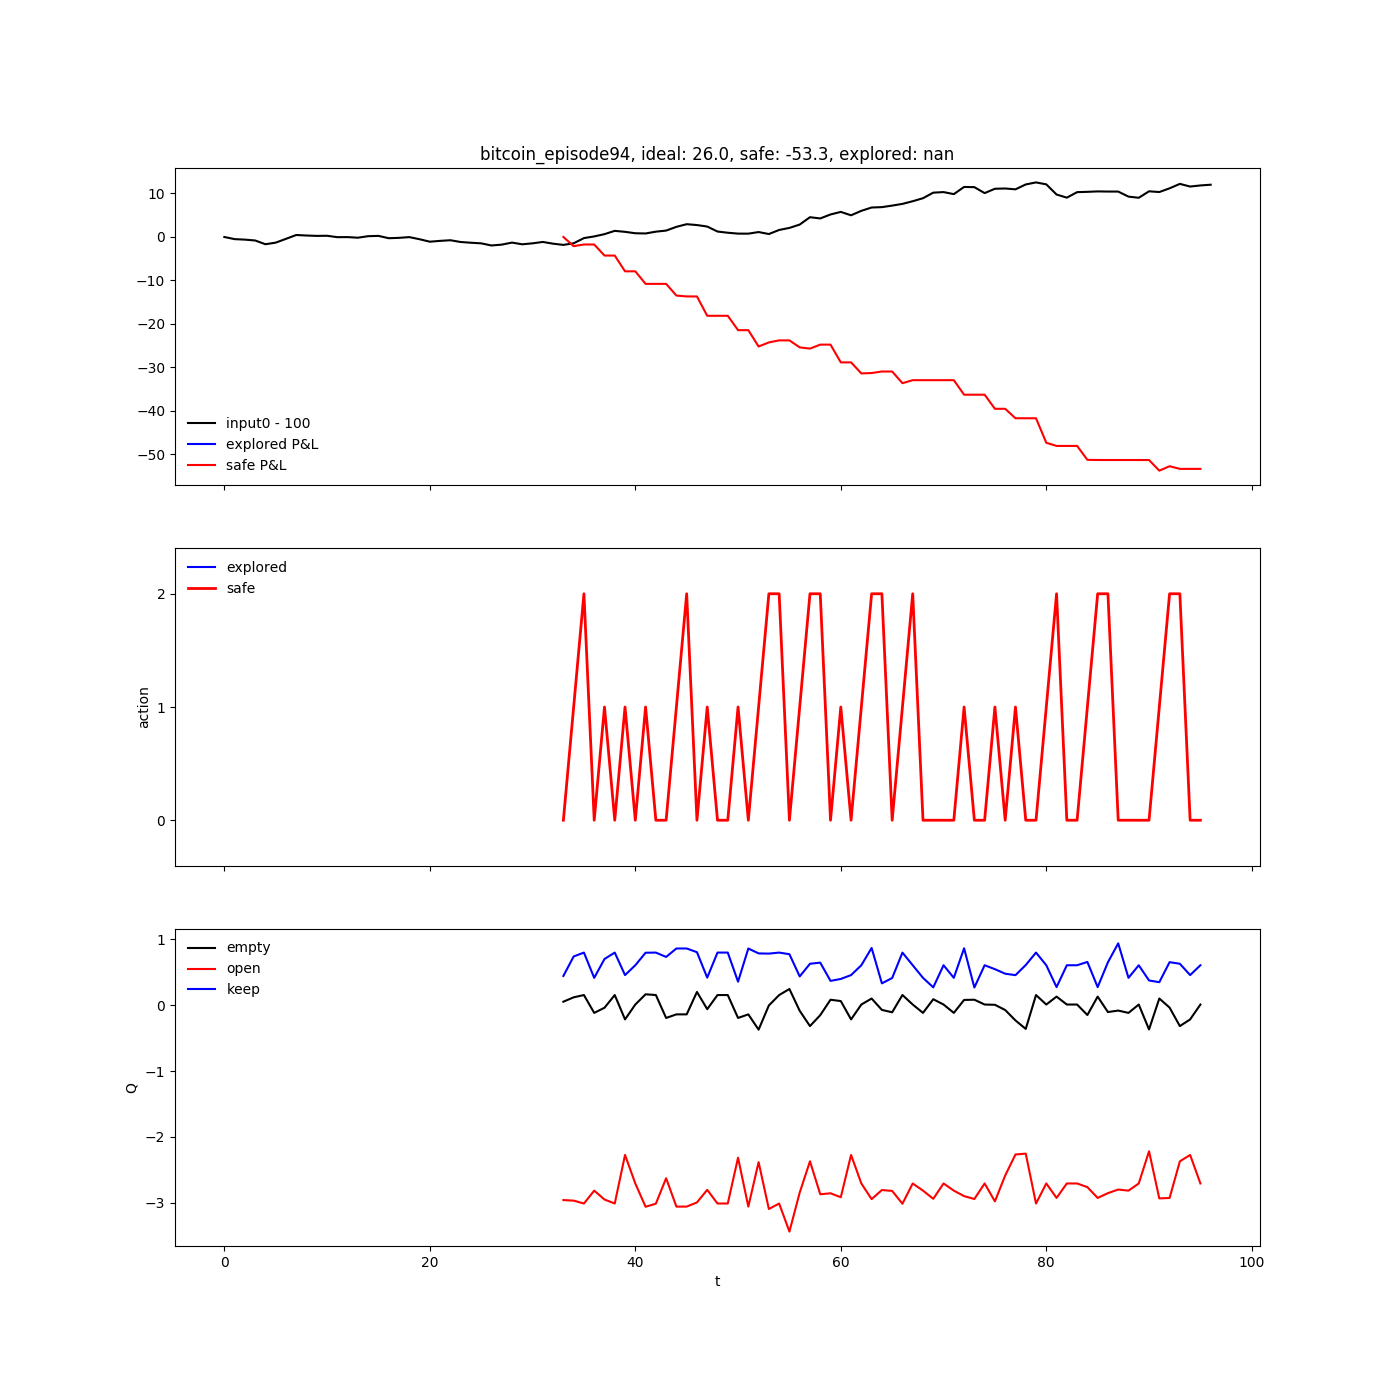 bitcoin_episode94, ideal: 26.0, safe: -53.3, explored: nan
10
0
−10
−20
−30
−40
−50
input0 - 100
explored P&L
safe P&L
2
1
0
action
explored
safe
1
0
−1
−2
−3
Q
empty
open
keep
0 20 40 60 80 100
t